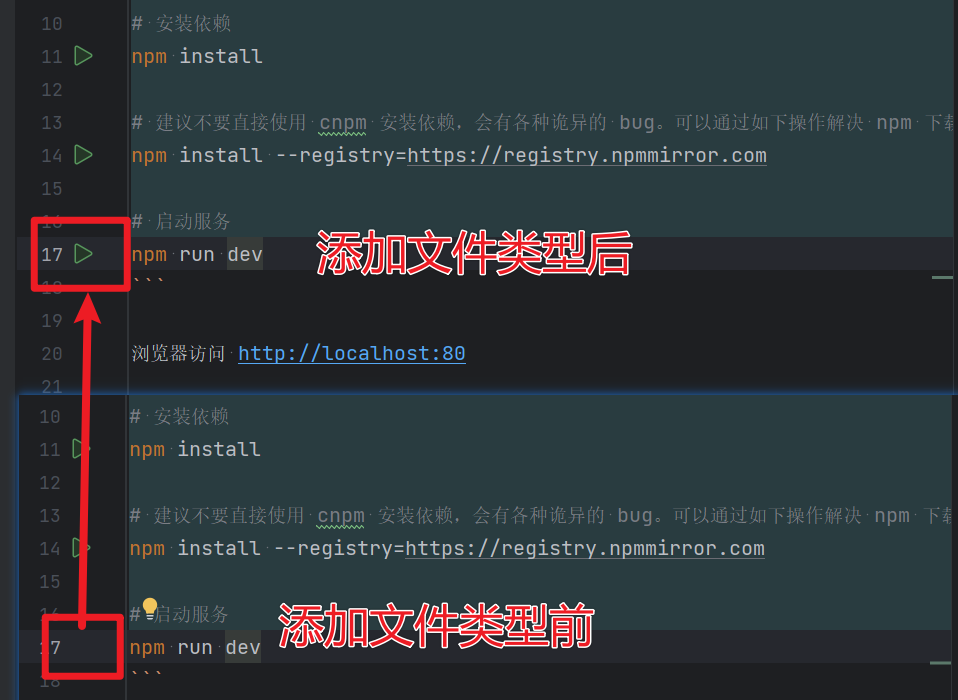 10 # 安装依赖
11 npm install
12
13 # 建议不要直接使用 cnpm 安装依赖，会有各种诡异的 bug。可以通过如下操作解决 npm 下载
14 npm install --registry=https://registry.npmmirror.com
15
16 # 启动服务
17 npm run dev
添加文件类型后
18 ```
19
20 浏览器访问 http://localhost:80
21
10 # 安装依赖
11 npm install
12
13 # 建议不要直接使用 cnpm 安装依赖，会有各种诡异的 bug。可以通过如下操作解决 npm 下载
14 npm install --registry=https://registry.npmmirror.com
15
16 # 启动服务
添加文件类型前
17 npm run dev
18 ```